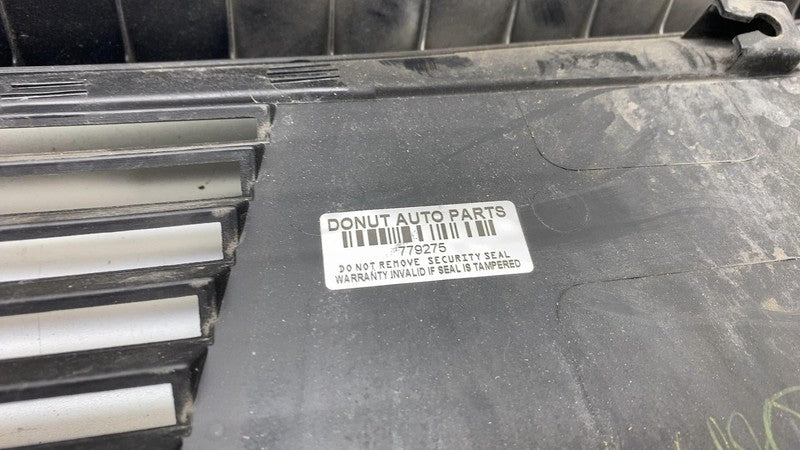 DONUT AUTO PARTS
#779275
DO NOT REMOVE SECURITY SEAL
WARRANTY INVALID IF SEAL IS TAMPERED